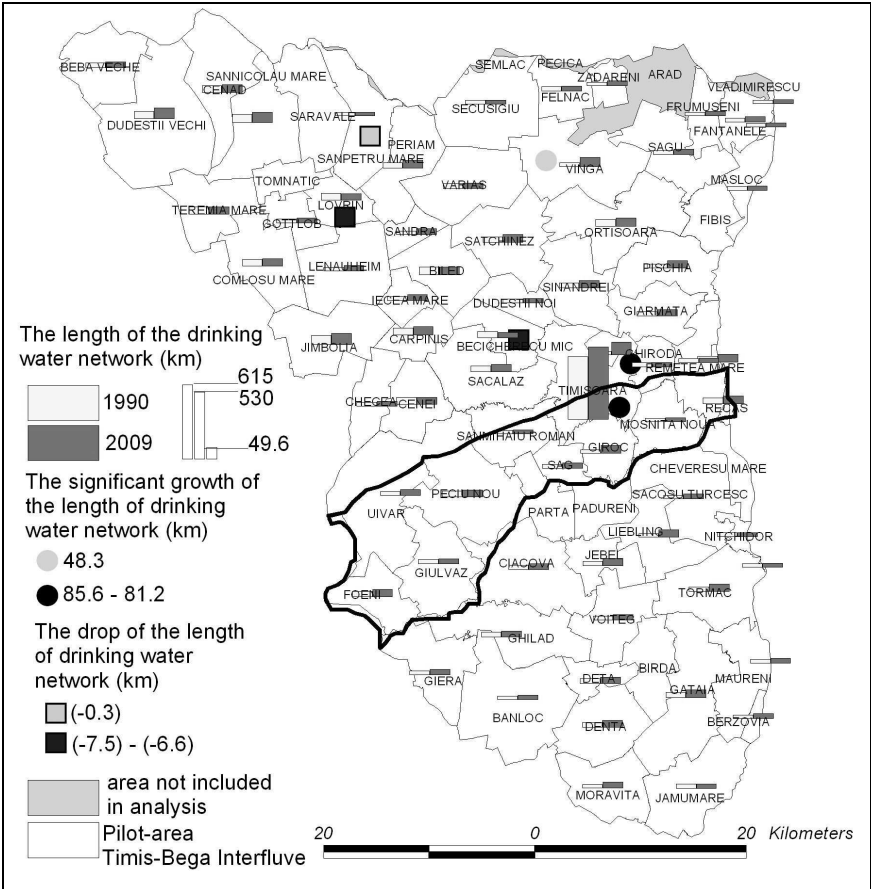 SEMLAC
PECICA
ZADARENI
ARAD
BEBA VECHE
SANNICOLAU MARE
CENAD
FELNAC
VLADIMIRESCU
SECUSIGIU
FRUMUSENI
DUDESTII VECHI
SARAVALE
FANTANELE
PERIAM
SAGU
SANPETRU MARE
VINGA
TOMNATIC
VARIAS
MASLOC
LOVRIN
TEREMIA MARE
GOTTLOB
FIBIS
SANDRA
ORTISOARA
SATCHINEZ
LENAUHEIM
BILED
PISCHIA
COMLOSU MARE
SINANDREI
IECEA MARE
DUDESTII NOI
GIARMATA
The length of the drinking
water network (km)
JIMBOLIA
CARPINIS
BECICHERECU MIC
GHIRODA
REMETEA MARE
1990
2009
615
530
49.6
SACALAZ
TIMISOARA
CHECEA
CENEI
RECAS
MOSNITA NOUA
SANMIHAIU ROMAN
GIROC
SAG
CHEVERESU MARE
The significant growth of
the length of drinking
water network (km)
48.3
85.6 - 81.2
PECIU NOU
SACOSU TURCESC
UIVAR
PARTA
PADURENI
LIEBLING
NITCHIDOR
CIACOVA
JEBEL
GIULVAZ
FOENI
TORMAC
VOITEG
The drop of the length
of drinking water
network (km)
(-0.3)
(-7.5) - (-6.6)
GHILAD
BIRDA
GIERA
DETA
MAURENI
GATAIA
BANLOC
DENTA
BERZOVIA
MORAVITA
JAMUMARE
area not included
in analysis
Pilot-area
Timis-Bega Interfluve
20 0 20 Kilometers